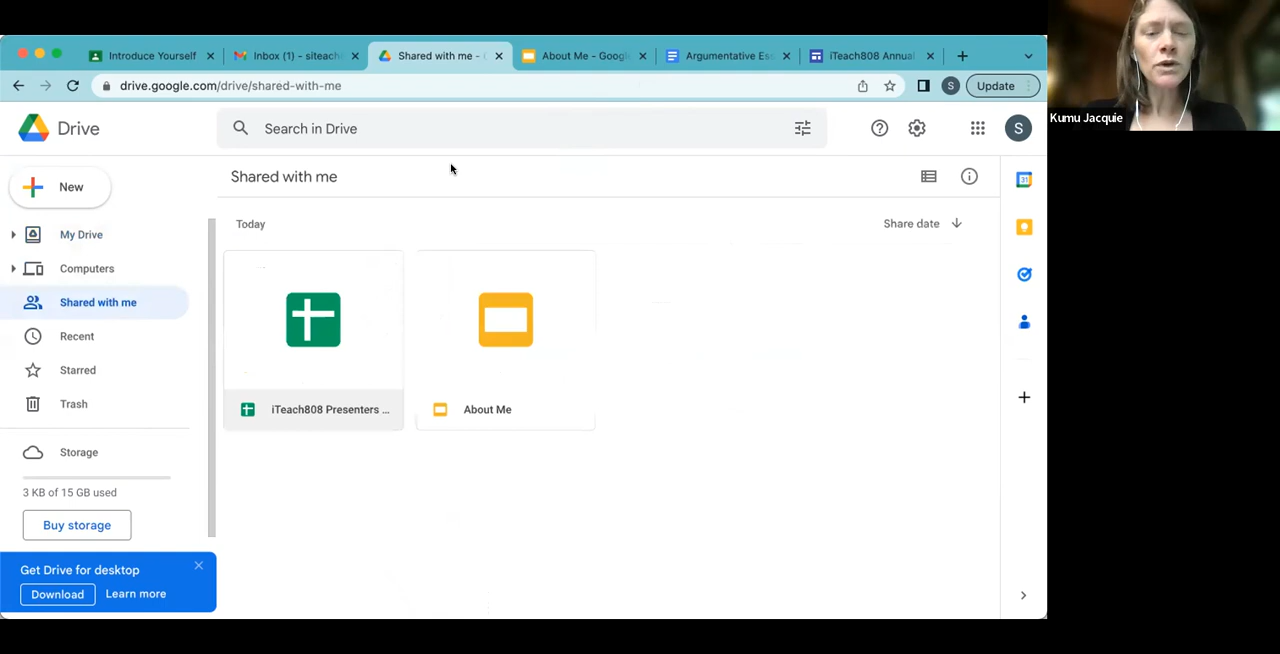 Introduce Yourself
Inbox (1) - siteach
Shared with me -
About Me - Goog
Argumentative Es
iTeach808 Annual
drive.google.com/drive/shared-with-me
S
Update
Kumu Jacquie
Drive
Search in Drive
S
New
Shared with me
My Drive
Today
Share date
Computers
Shared with me
Recent
Starred
Trash
iTeach808 Presenters ...
About Me
Storage
3 KB of 15 GB used
Buy storage
Get Drive for desktop
Download
Learn more
31